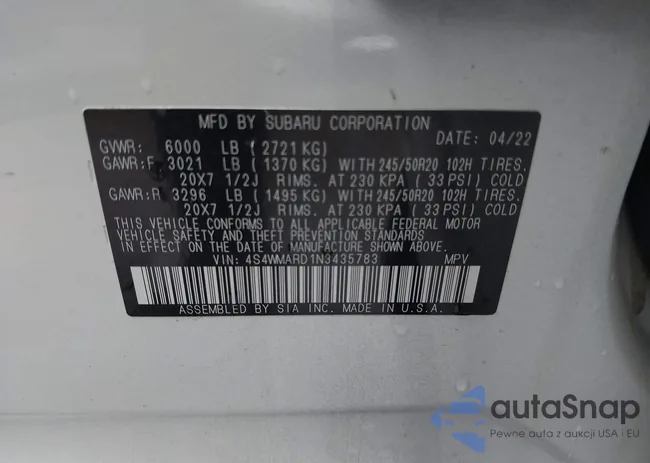 MFD BY SUBARU CORPORATION
DATE: 04/22
GVWR: 6000 LB (2721 KG)
GAWR:F 3021 LB (1370 KG) WITH 245/50R20 102H TIRES,
20X7 1/2J RIMS, AT 230 KPA (33 PSI) COLD
GAWR:R 3296 LB (1495 KG) WITH 245/50R20 102H TIRES,
20X7 1/2J RIMS, AT 230 KPA (33 PSI) COLD
THIS VEHICLE CONFORMS TO ALL APPLICABLE FEDERAL MOTOR
VEHICLE SAFETY AND THEFT PREVENTION STANDARDS IN
EFFECT ON THE DATE OF MANUFACTURE SHOWN ABOVE.
VIN: 4S4WMARD1N3435783 MPV
ASSEMBLED BY SIA INC. MADE IN U.S.A.
autaSnap
Pewne auta z aukcji USA i EU